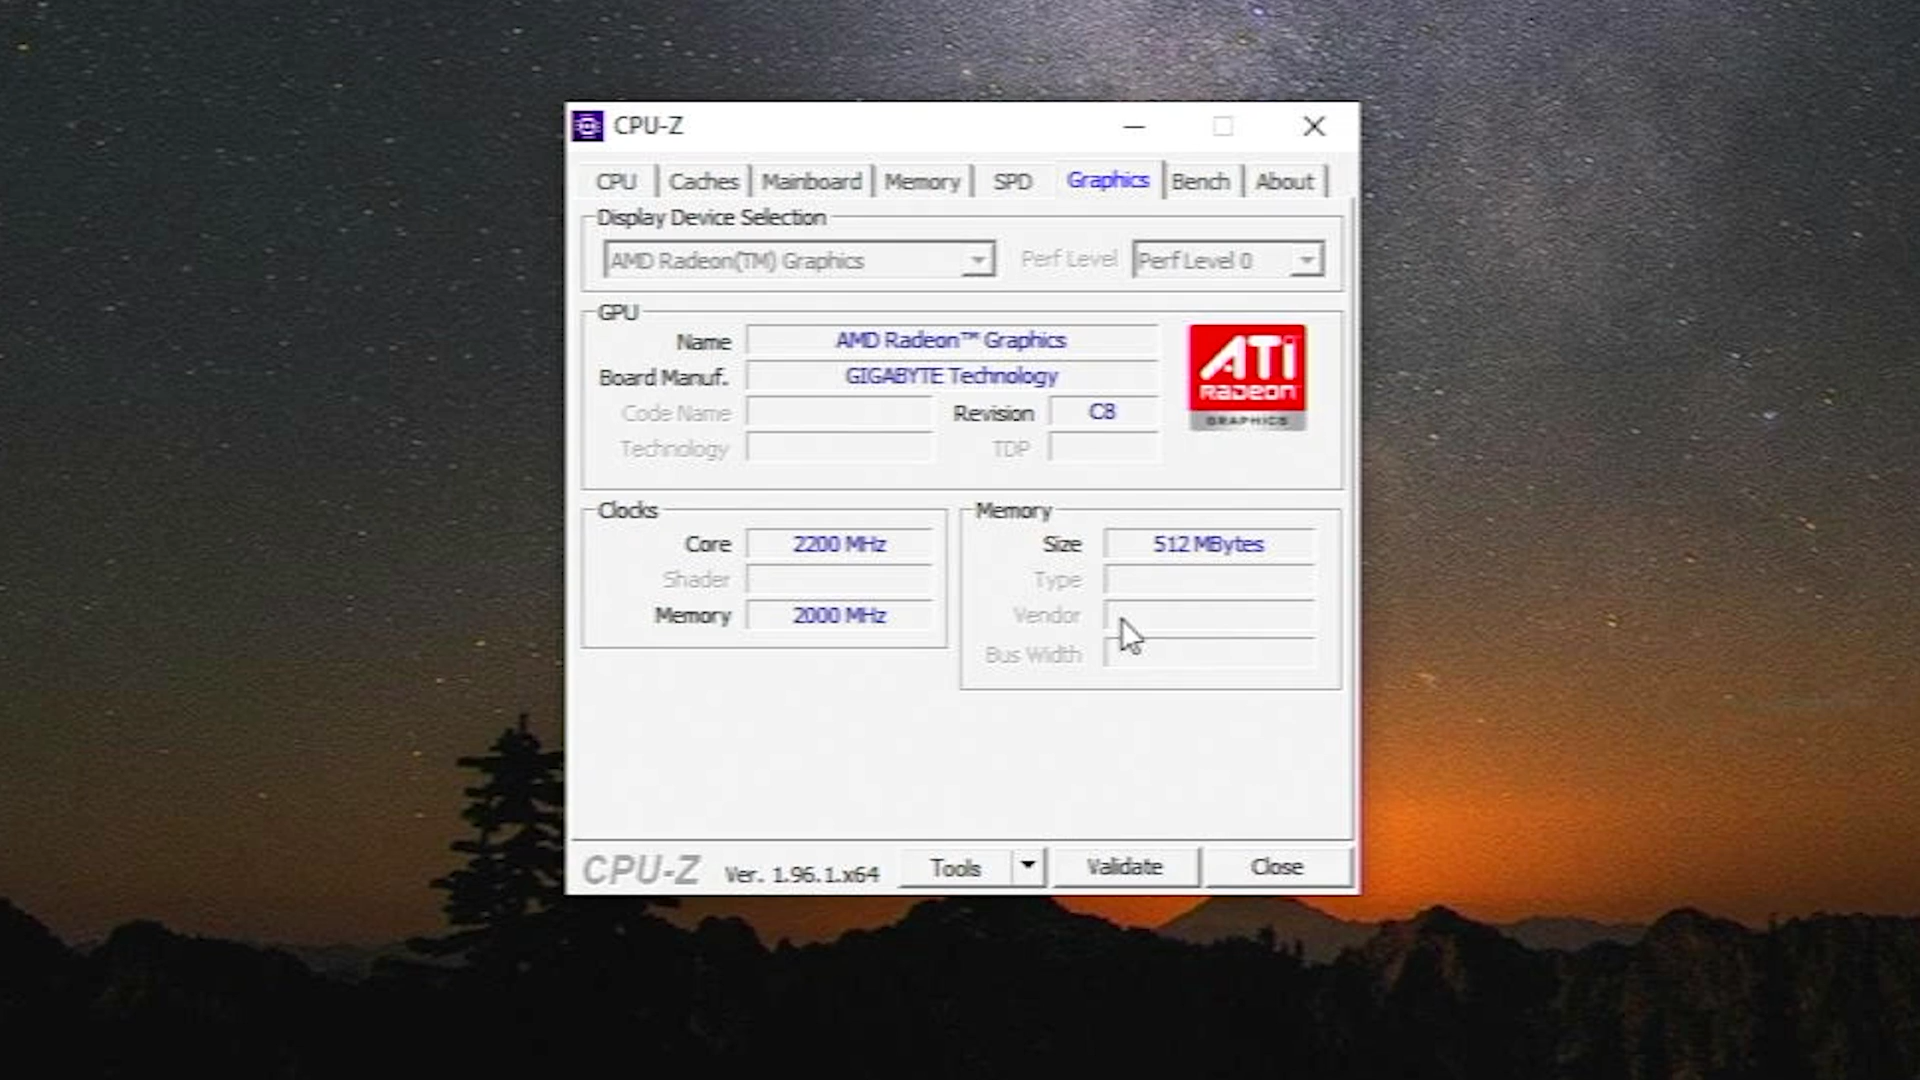 CPU-Z
CPU Caches Mainboard Memory SPD Graphics Bench About
Display Device Selection
AMD Radeon(TM) Graphics Perf Level Perf Level 0
GPU
Name AMD Radeon™ Graphics
Board Manuf. GIGABYTE Technology
Code Name Revision C8
Technology TDP
ATI
RADEON
GRAPHICS
Clocks
Core 2200 MHz
Shader
Memory 2000 MHz
Memory
Size 512 MBytes
Type
Vendor
Bus Width
CPU-Z Ver. 1.96.1.x64 Tools Validate Close